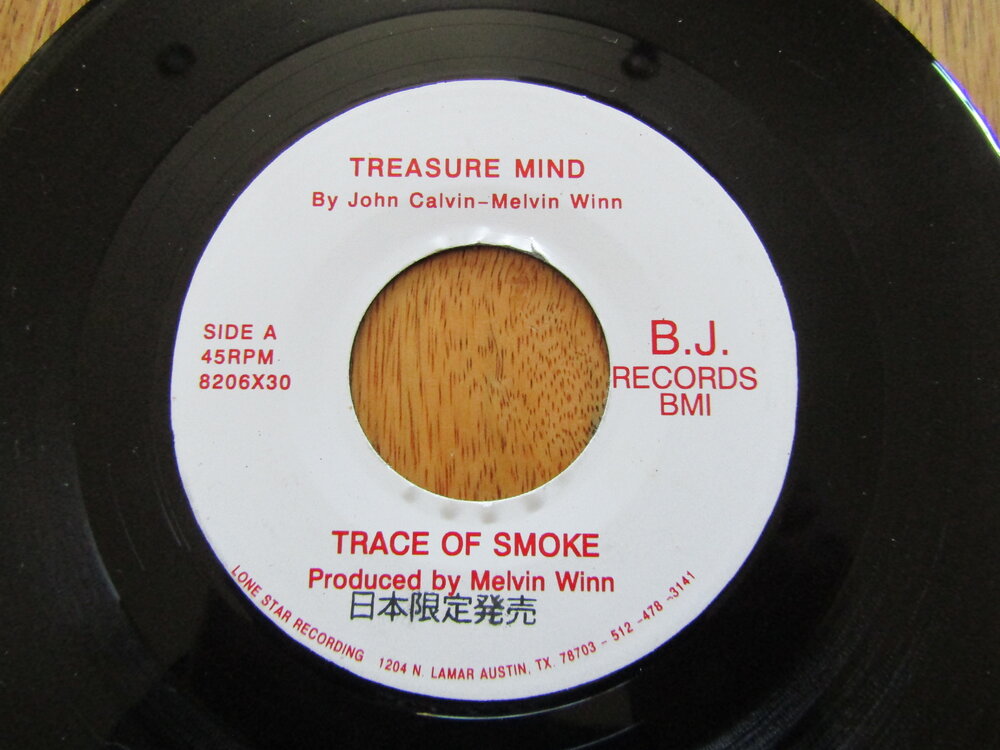 TREASURE MIND
By John Calvin-Melvin Winn
SIDE A
45RPM
8206X30
B.J.
RECORDS
BMI
TRACE OF SMOKE
Produced by Melvin Winn
日本限定発売
LONE STAR RECORDING 1204 N. LAMAR AUSTIN, TX. 78703 - 512 -478 -3141